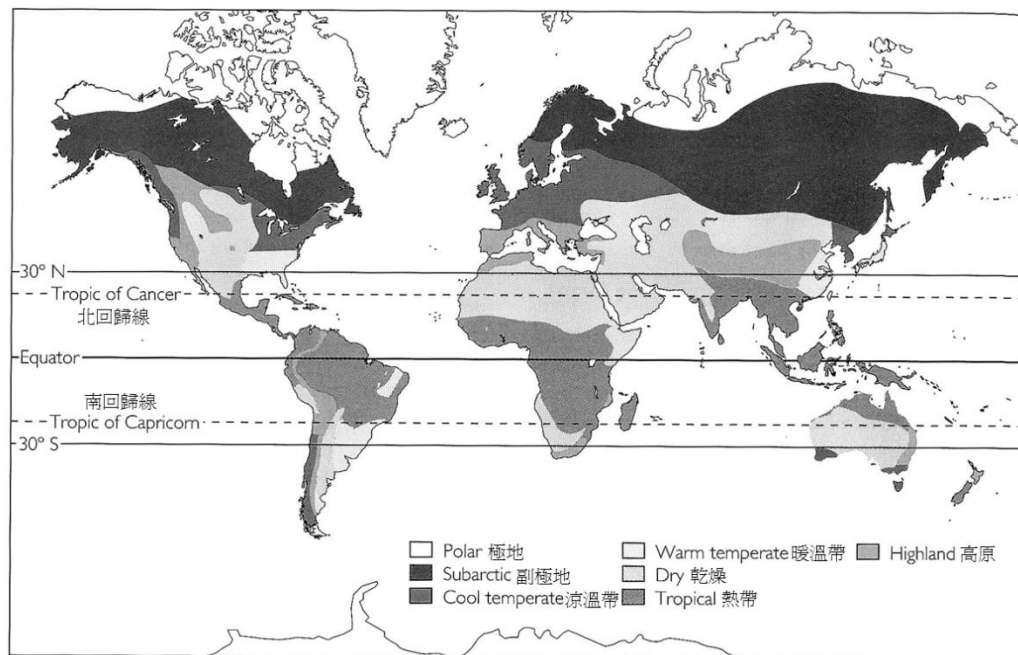 30° N
Tropic of Cancer
北回歸線
Equator
南回歸線
Tropic of Capricorn
30° S
Polar 極地
Warm temperate 暖溫帶
Highland 高原
Subarctic 副極地
Dry 乾燥
Cool temperate 涼溫帶
Tropical 熱帶